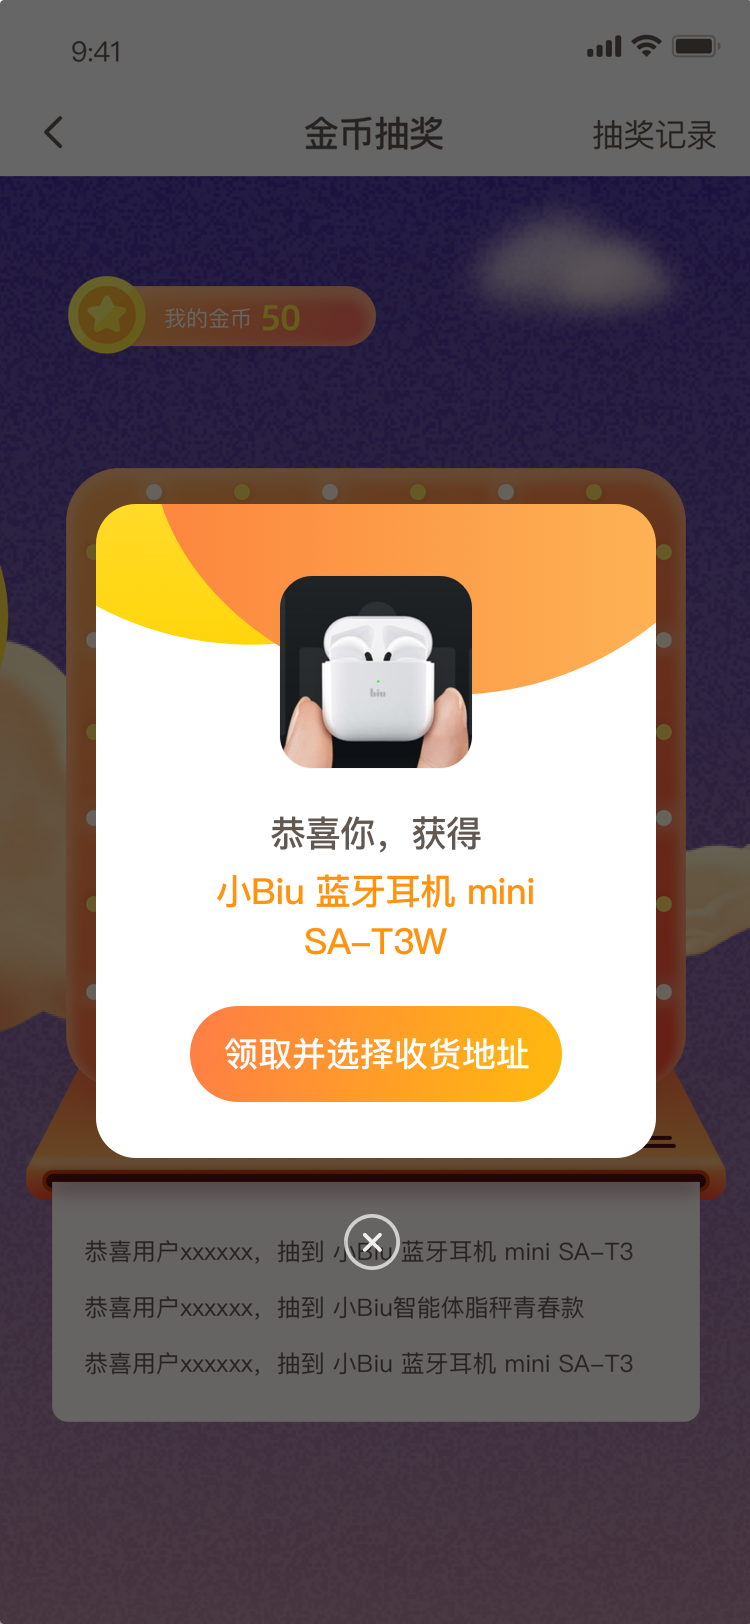 9:41
金币抽奖
抽奖记录
我的金币 50
biu
恭喜你，获得
小Biu 蓝牙耳机 mini
SA-T3W
领取并选择收货地址
恭喜用户xxxxxx，抽到 小Biu 蓝牙耳机 mini SA-T3
恭喜用户xxxxxx，抽到 小Biu智能体脂秤青春款
恭喜用户xxxxxx，抽到 小Biu 蓝牙耳机 mini SA-T3